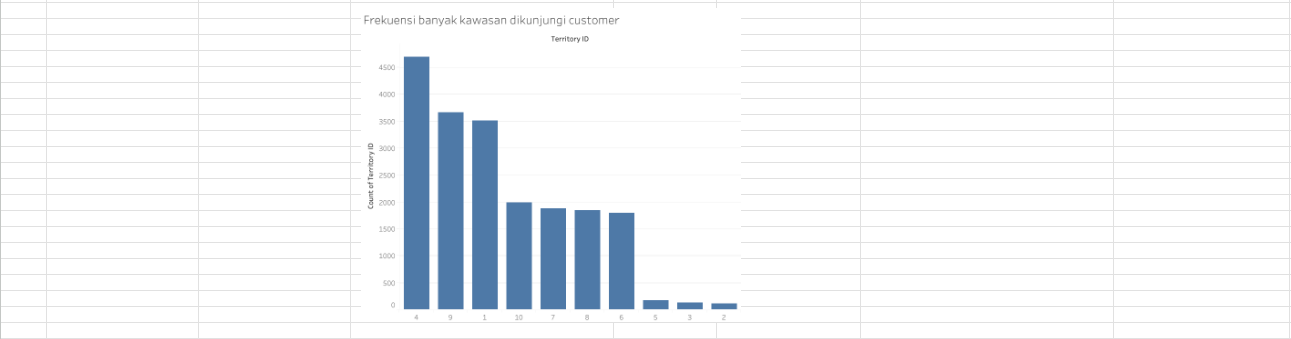 Frekuensi banyak kawasan dikunjungi customer
Territory ID
Count of Territory ID
4500
4000
3500
3000
2500
2000
1500
1000
500
0
4 9 1 10 7 8 6 5 3 2